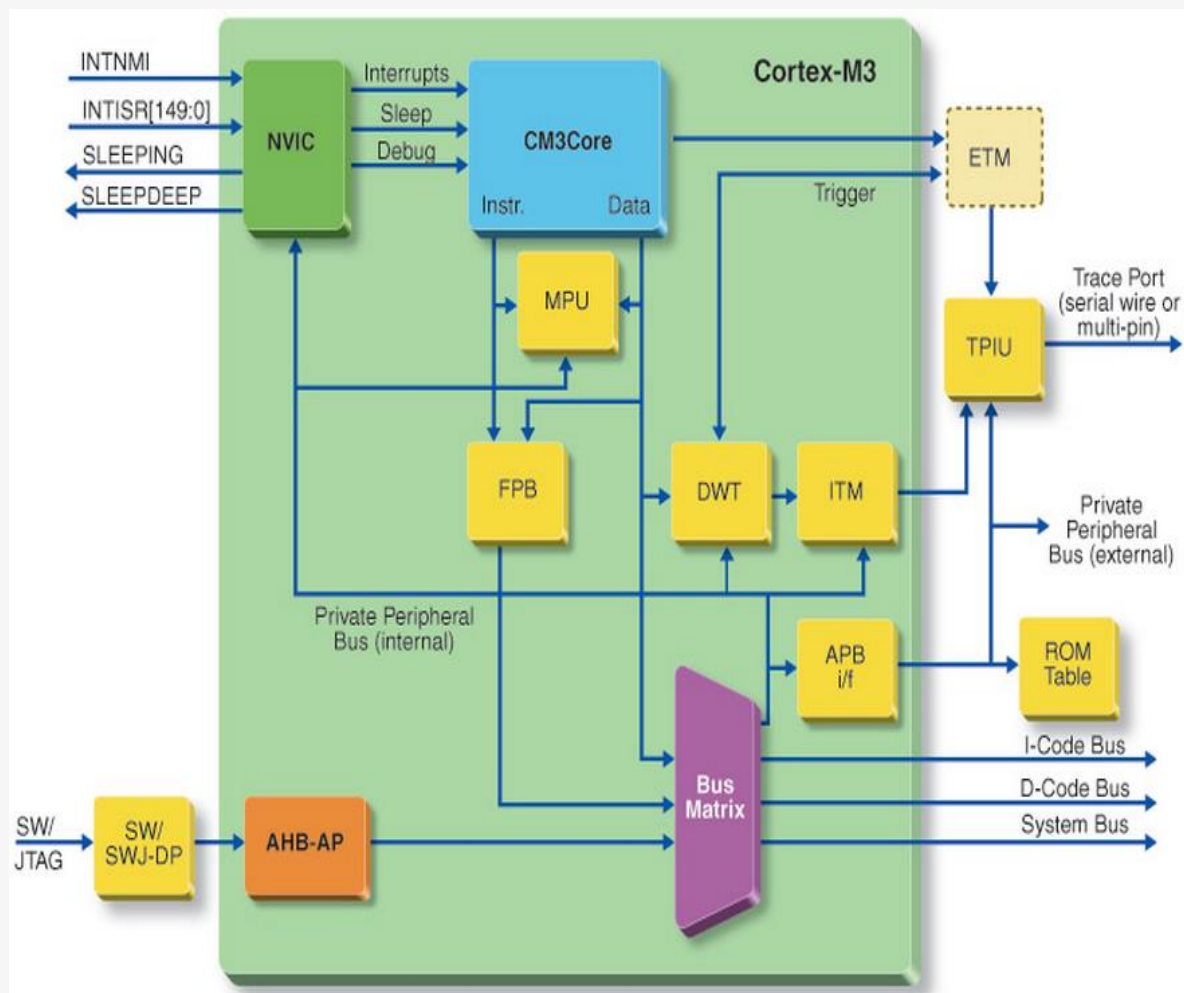 Cortex-M3
INTNMI
INTISR[149:0]
SLEEPING
SLEEPDEEP
NVIC
Interrupts
Sleep
Debug
CM3Core
Instr.
Data
ETM
Trigger
MPU
TPIU
Trace Port
(serial wire or
multi-pin)
FPB
DWT
ITM
Private
Peripheral
Bus (external)
Private Peripheral
Bus (internal)
APB
i/f
ROM
Table
Bus
Matrix
I-Code Bus
D-Code Bus
System Bus
SW/
JTAG
SW/
SWJ-DP
AHB-AP